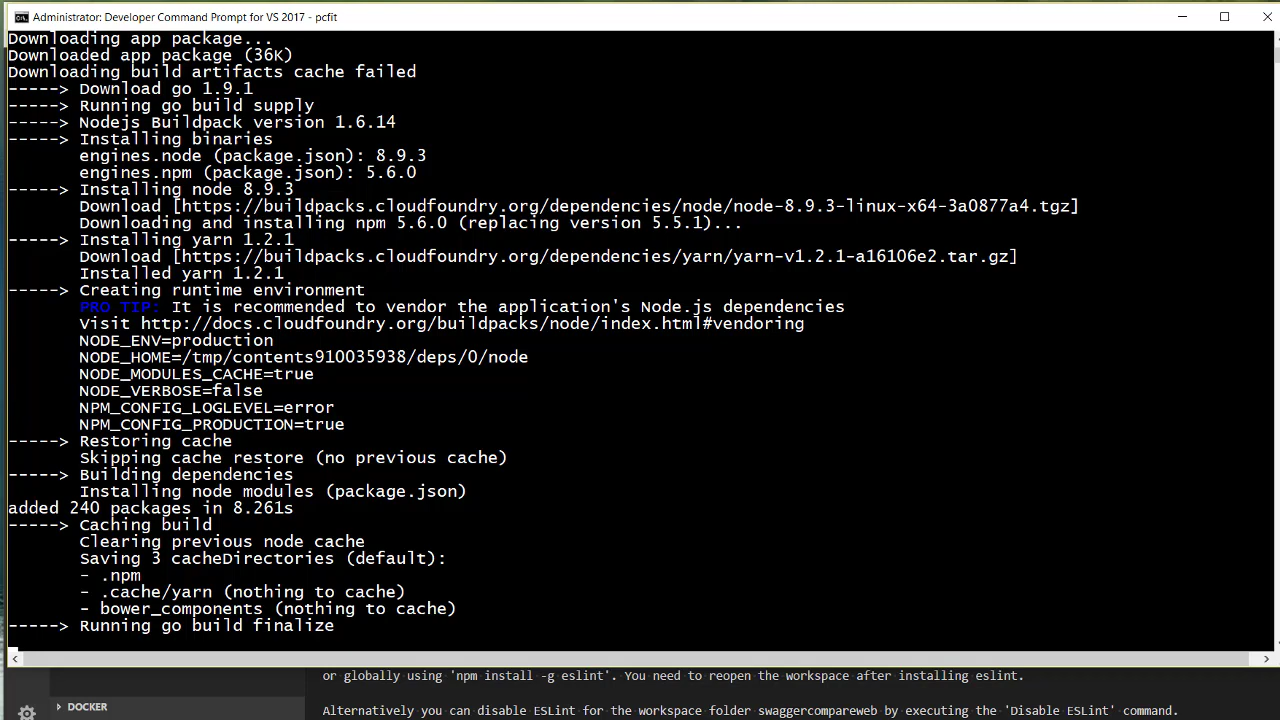 Administrator: Developer Command Prompt for VS 2017 - pcfit
Downloading app package...
Downloaded app package (36K)
Downloading build artifacts cache failed
-----> Download go 1.9.1
-----> Running go build supply
-----> Nodejs Buildpack version 1.6.14
-----> Installing binaries
engines.node (package.json): 8.9.3
engines.npm (package.json): 5.6.0
-----> Installing node 8.9.3
Download [https://buildpacks.cloudfoundry.org/dependencies/node/node-8.9.3-linux-x64-3a0877a4.tgz]
Downloading and installing npm 5.6.0 (replacing version 5.5.1)...
-----> Installing yarn 1.2.1
Download [https://buildpacks.cloudfoundry.org/dependencies/yarn/yarn-v1.2.1-a16106e2.tar.gz]
Installed yarn 1.2.1
-----> Creating runtime environment
PRO TIP: It is recommended to vendor the application's Node.js dependencies
Visit http://docs.cloudfoundry.org/buildpacks/node/index.html#vendoring
NODE_ENV=production
NODE_HOME=/tmp/contents910035938/deps/0/node
NODE_MODULES_CACHE=true
NODE_VERBOSE=false
NPM_CONFIG_LOGLEVEL=error
NPM_CONFIG_PRODUCTION=true
-----> Restoring cache
Skipping cache restore (no previous cache)
-----> Building dependencies
Installing node modules (package.json)
added 240 packages in 8.261s
-----> Caching build
Clearing previous node cache
Saving 3 cacheDirectories (default):
- .npm
- .cache/yarn (nothing to cache)
- bower_components (nothing to cache)
-----> Running go build finalize
or globally using 'npm install -g eslint'. You need to reopen the workspace after installing eslint.
DOCKER
Alternatively you can disable ESLint for the workspace folder swaggercompareweb by executing the 'Disable ESLint' command.